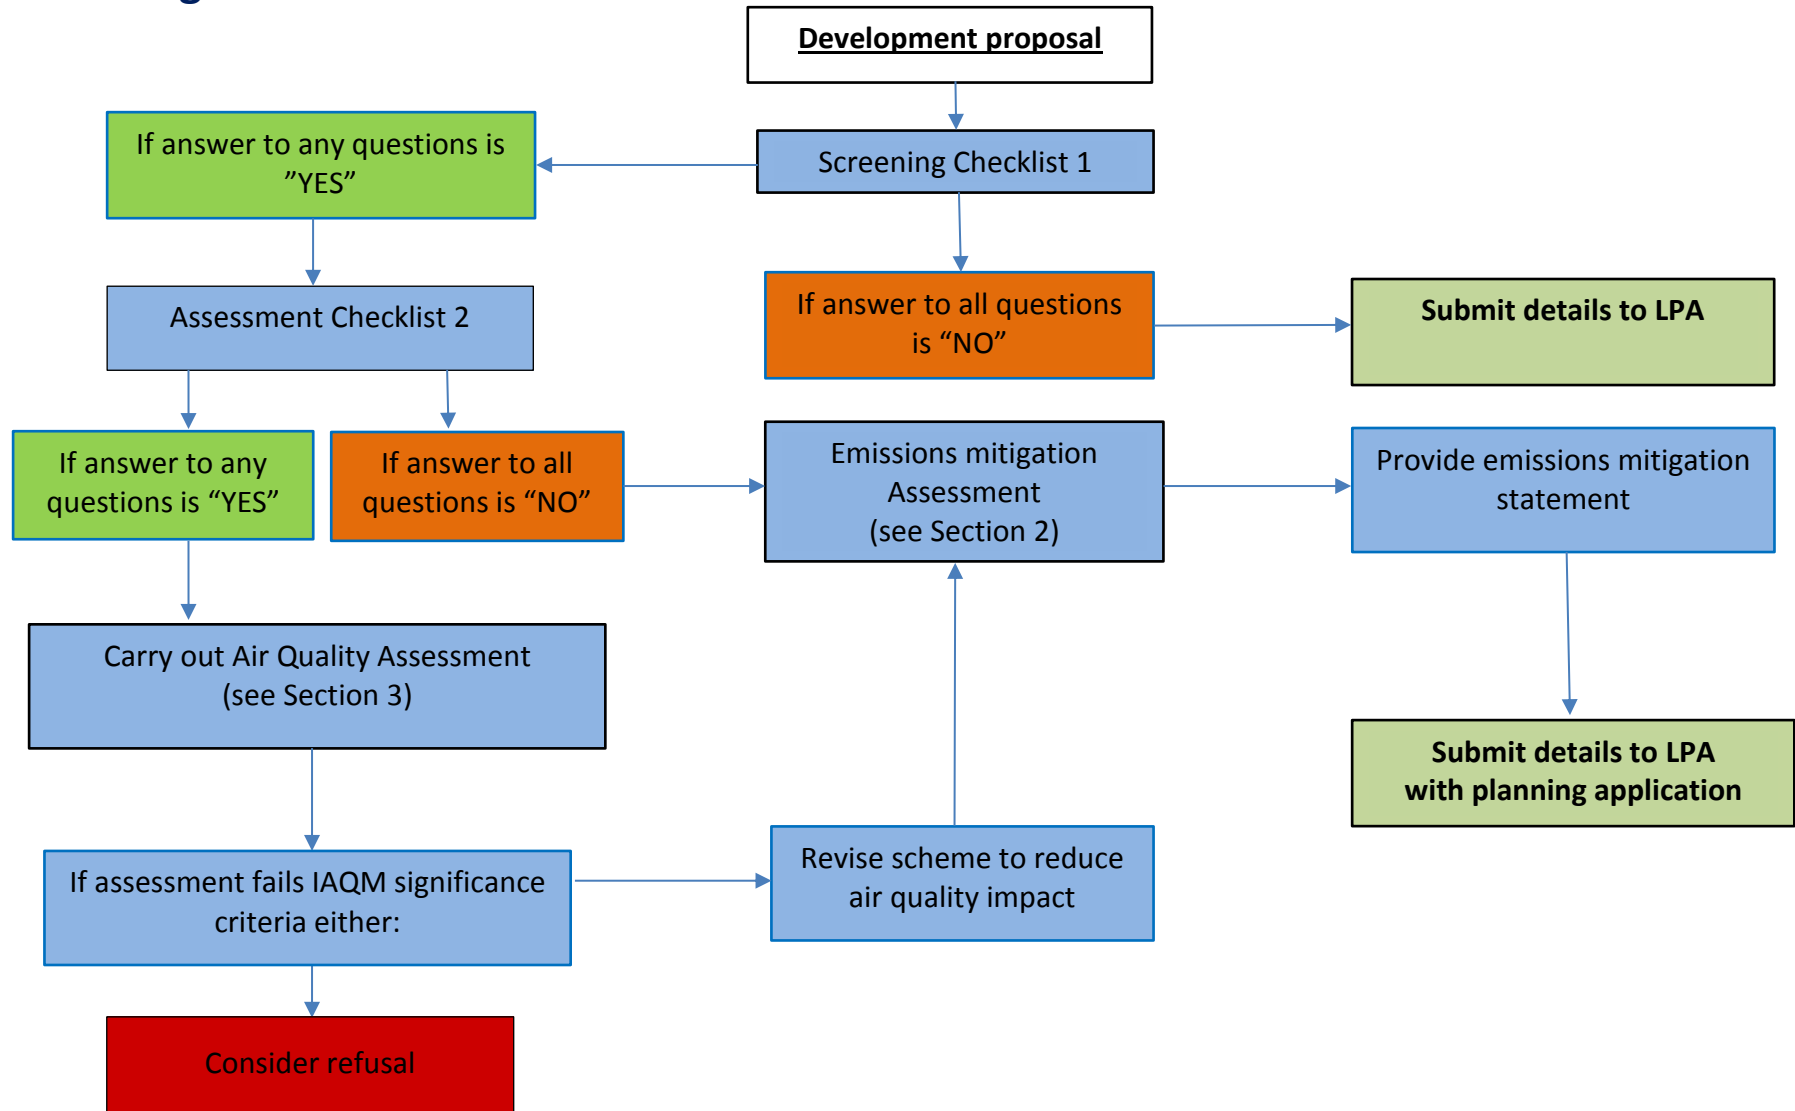 Development proposal
If answer to any questions is
”YES”
Screening Checklist 1
Assessment Checklist 2
If answer to all questions
is “NO”
Submit details to LPA
If answer to any
questions is “YES”
If answer to all
questions is “NO”
Emissions mitigation
Assessment
(see Section 2)
Provide emissions mitigation
statement
Carry out Air Quality Assessment
(see Section 3)
Submit details to LPA
with planning application
If assessment fails IAQM significance
criteria either:
Revise scheme to reduce
air quality impact
Consider refusal